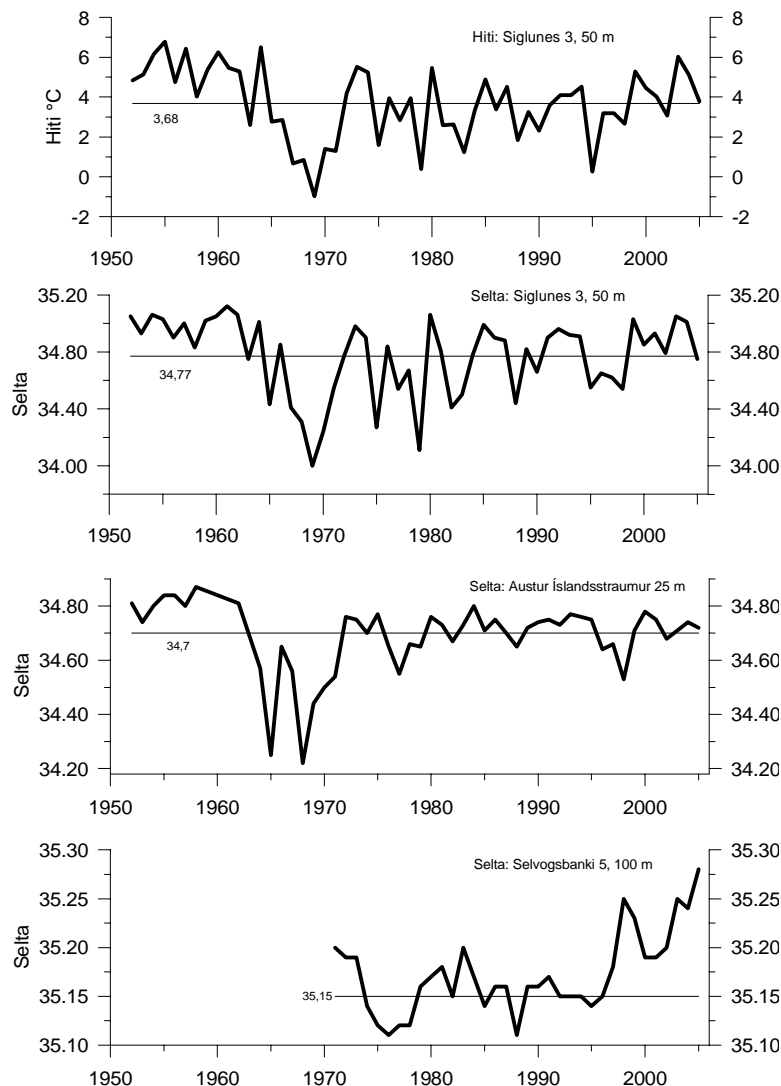 8 Hiti: Siglunes 3, 50 m 8
6 6
4 4
3,68
2 2
0 0
-2 -2
Hiti °C
1950 1960 1970 1980 1990 2000
35.20 Selta: Siglunes 3, 50 m 35.20
34.80 34.80
34,77
34.40 34.40
34.00 34.00
Selta
1950 1960 1970 1980 1990 2000
Selta: Austur Íslandsstraumur 25 m
34.80 34.80
34,7
34.60 34.60
34.40 34.40
34.20 34.20
Selta
1950 1960 1970 1980 1990 2000
35.30 35.30
Selta: Selvogsbanki 5, 100 m
35.25 35.25
35.20 35.20
35.15 35,15 35.15
35.10 35.10
Selta
1950 1960 1970 1980 1990 2000